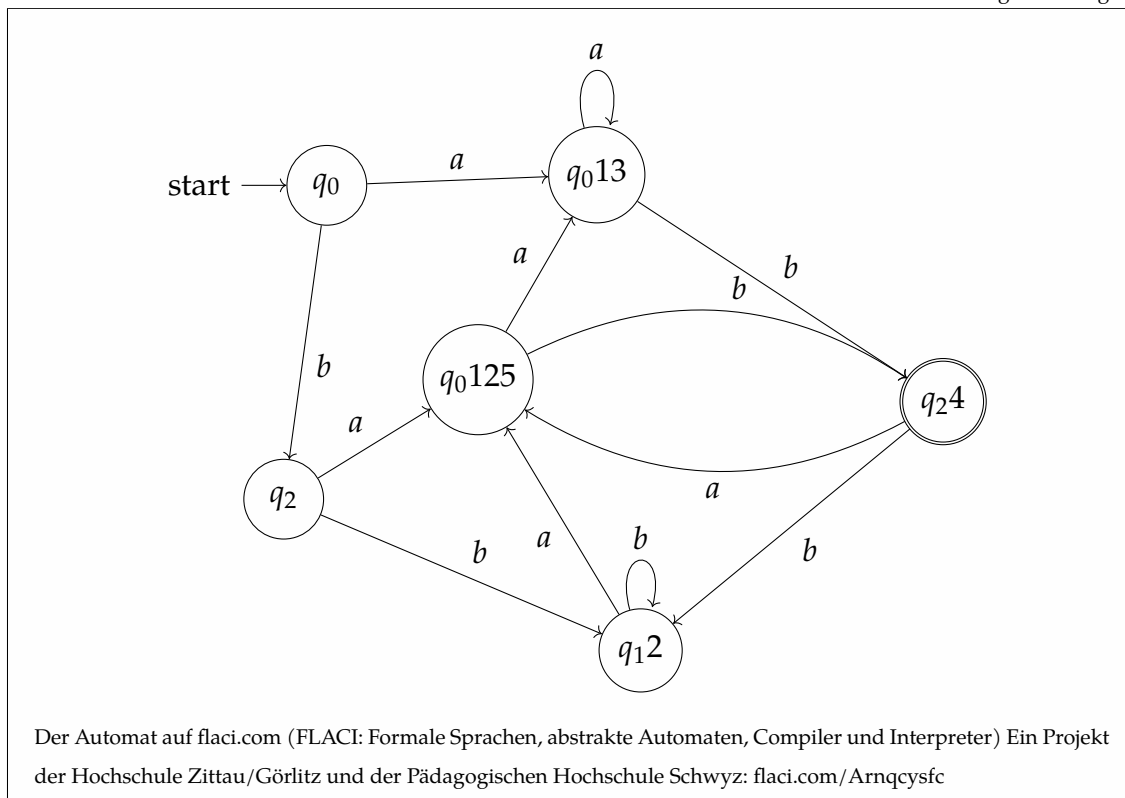 a
a
start
q₀
q₀13
a
b
b
b
q₀125
q₂4
a
q₂
a
b
a
b
b
q₁2
Der Automat auf flaci.com (FLACI: Formale Sprachen, abstrakte Automaten, Compiler und Interpreter) Ein Projekt
der Hochschule Zittau/Görlitz und der Pädagogischen Hochschule Schwyz: flaci.com/Arnqcysfc